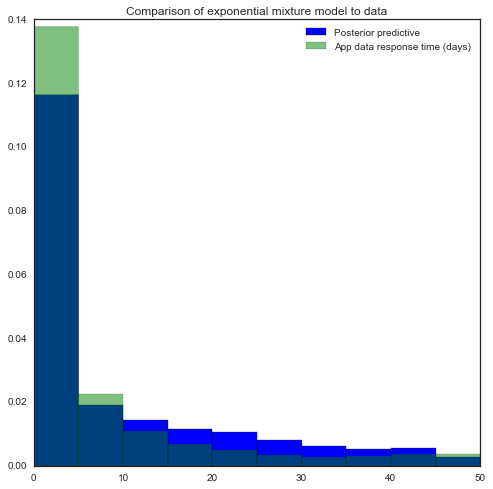 Comparison of exponential mixture model to data
Posterior predictive
App data response time (days)
0.14
0.12
0.10
0.08
0.06
0.04
0.02
0.00
0 10 20 30 40 50